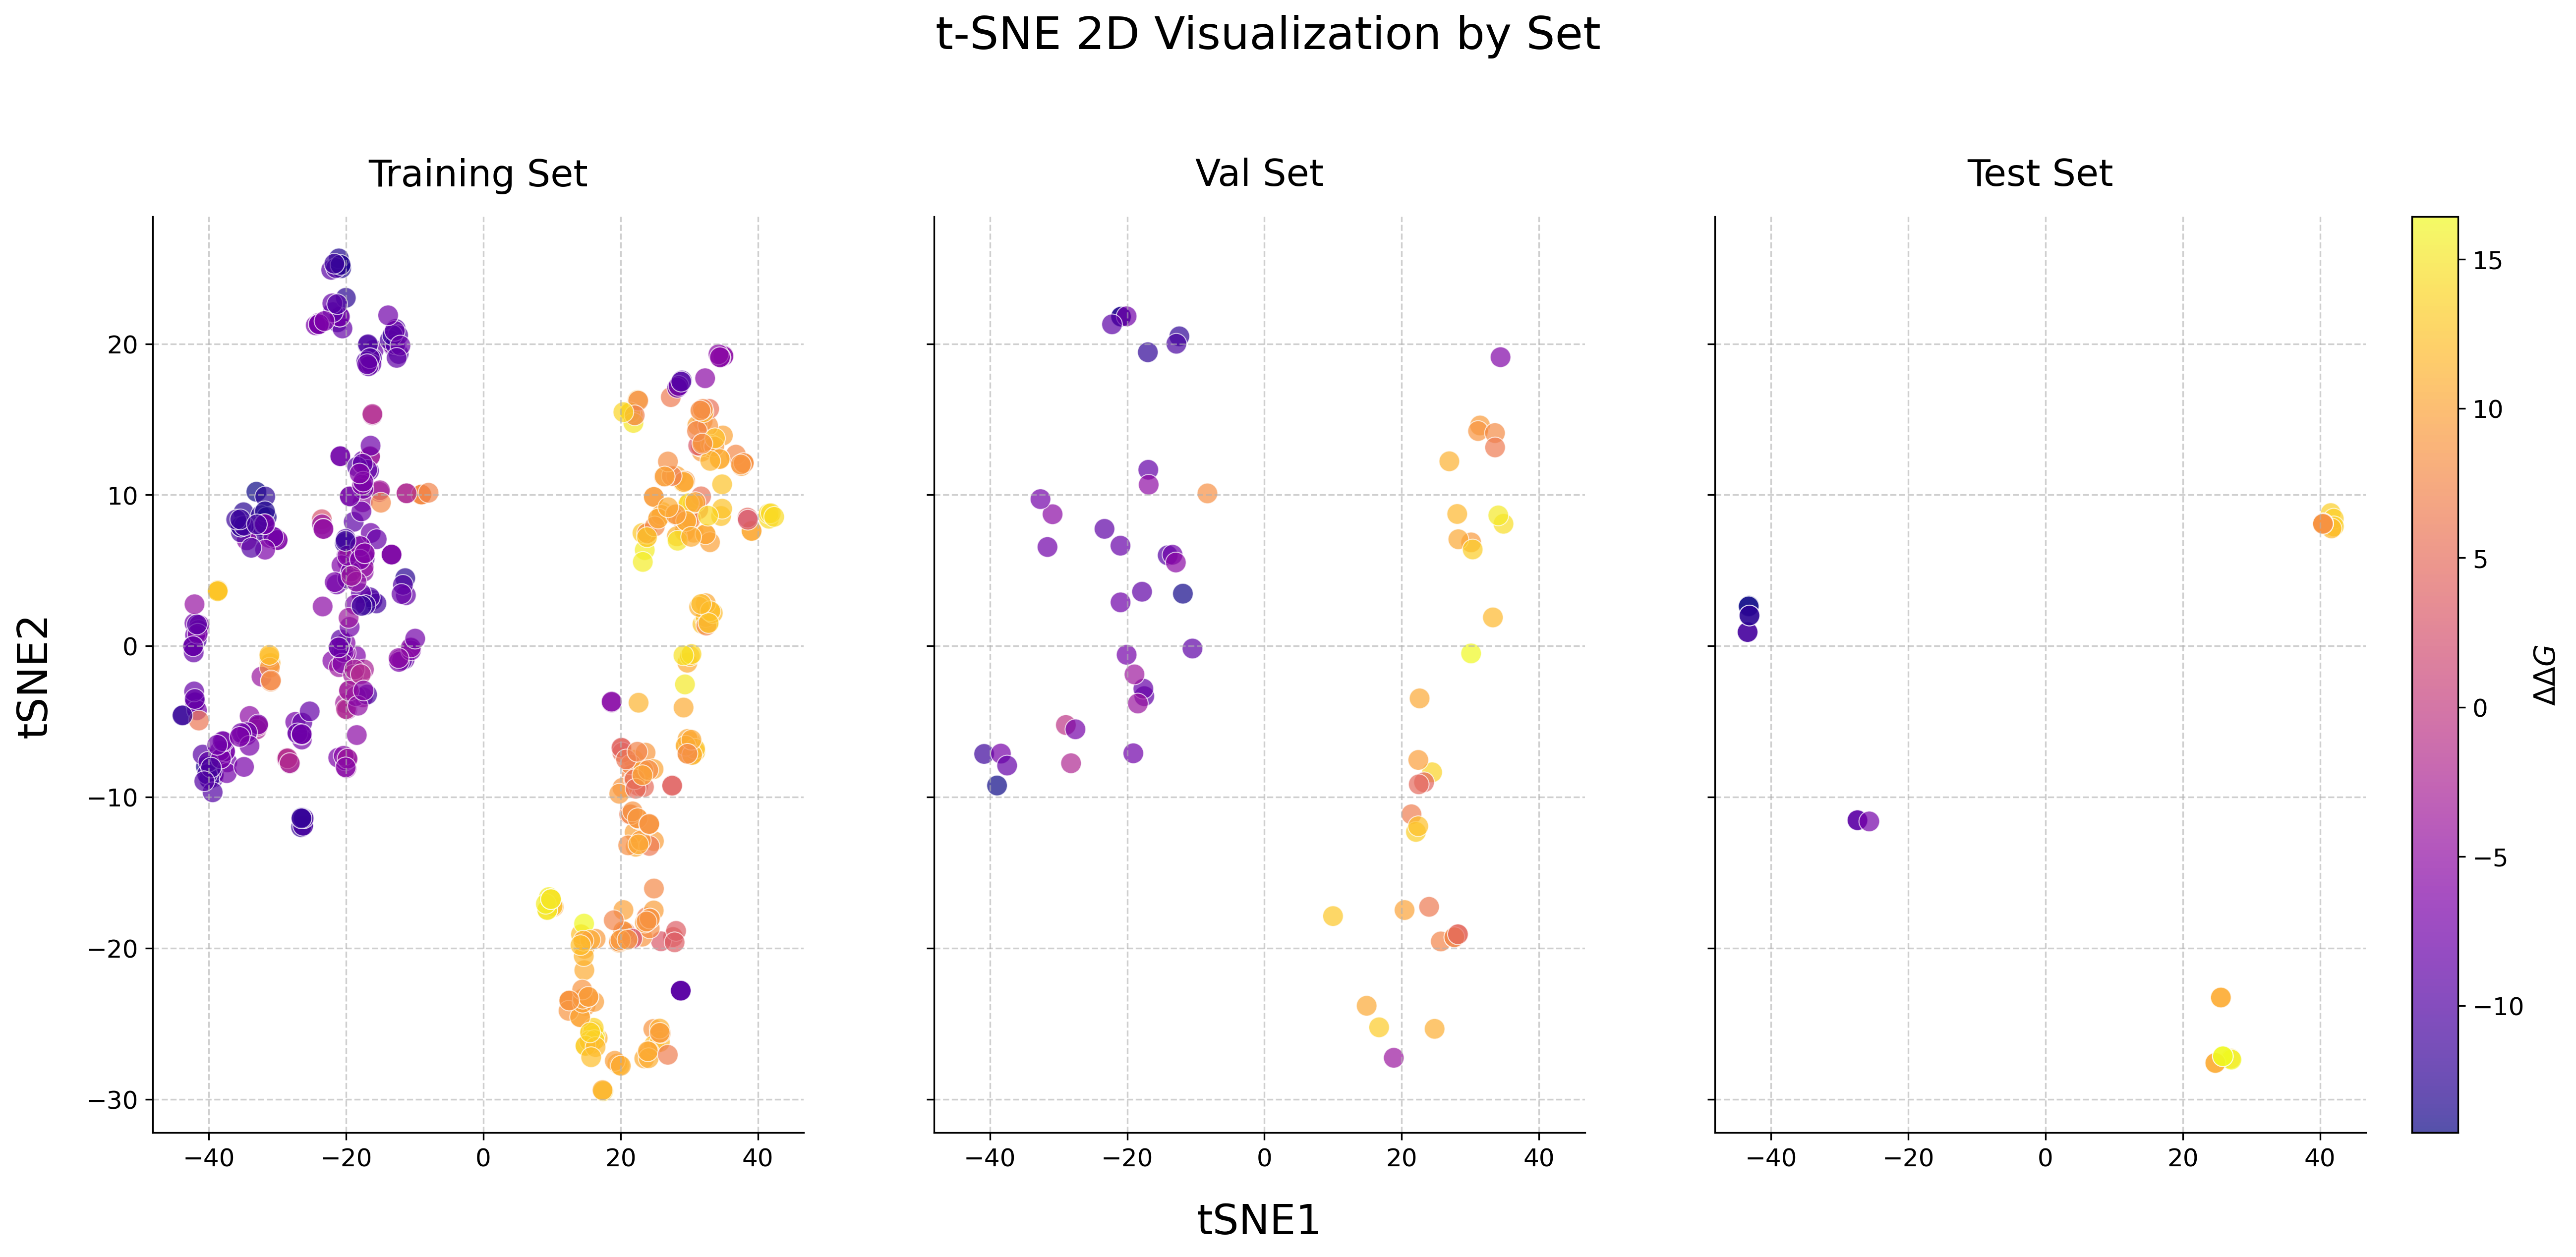 t-SNE 2D Visualization by Set
Training Set
Val Set
Test Set
tSNE2
20
10
0
−10
−20
−30
−40 −20 0 20 40
−40 −20 0 20 40
−40 −20 0 20 40
tSNE1
15
10
5
0
−5
−10
ΔΔG